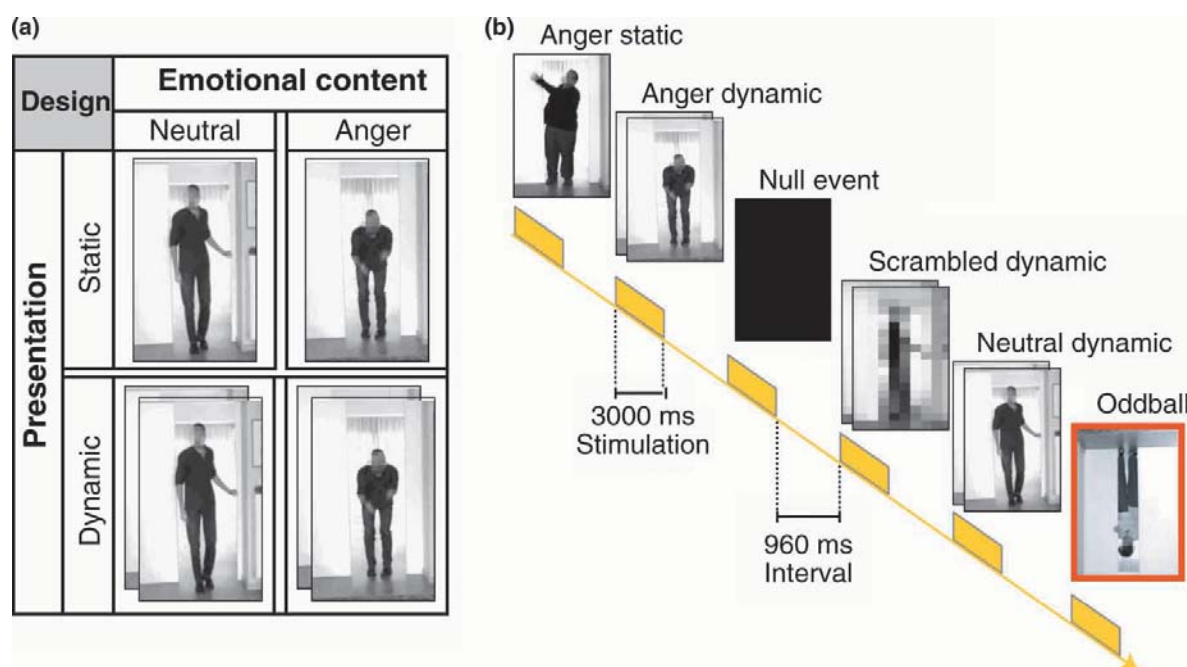 (a)
Design
Emotional content
Neutral
Anger
Presentation
Static
Dynamic
(b)
Anger static
Anger dynamic
Null event
Scrambled dynamic
Neutral dynamic
Oddball
3000 ms
Stimulation
960 ms
Interval